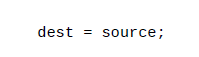 dest = source;